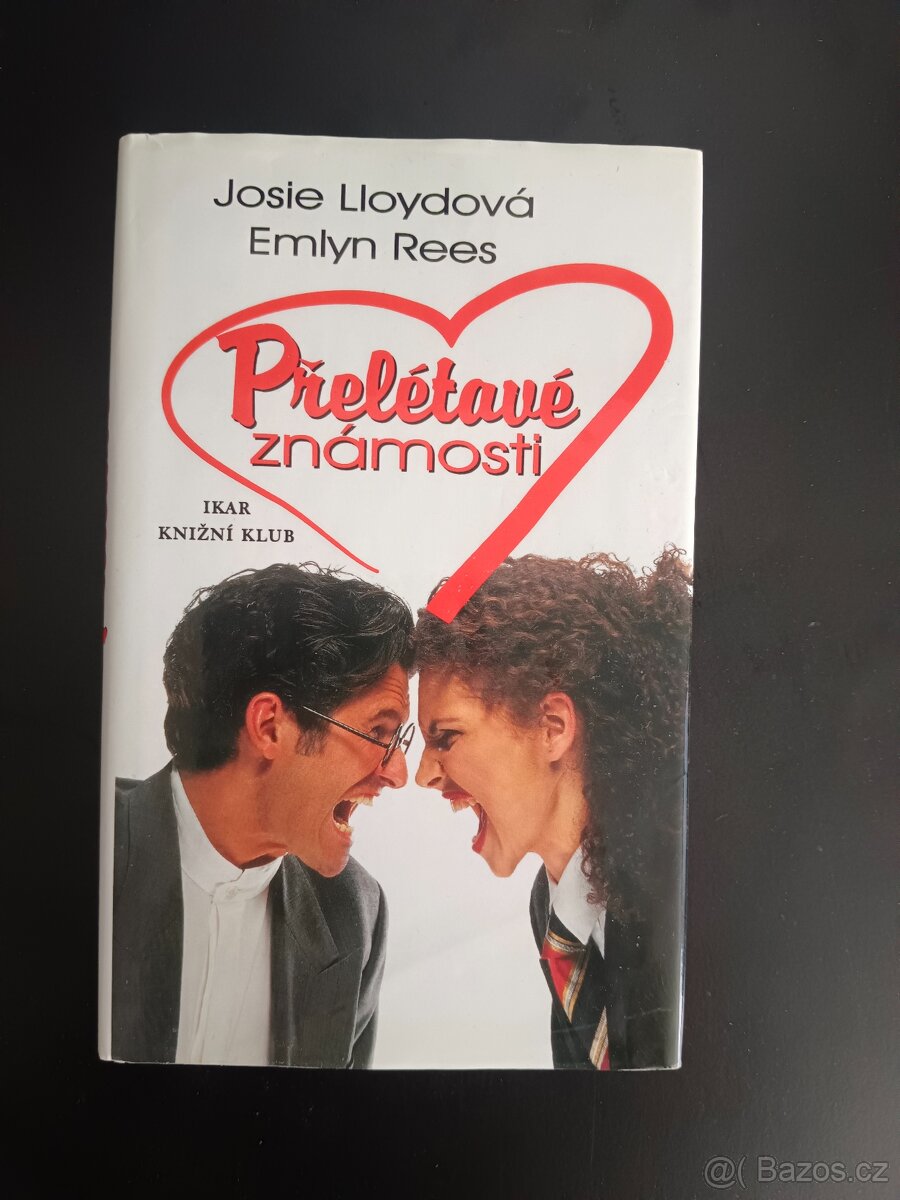 Josie Lloydová
Emlyn Rees
Přelétavé
známosti
IKAR
KNIŽNÍ KLUB
@( Bazos.cz